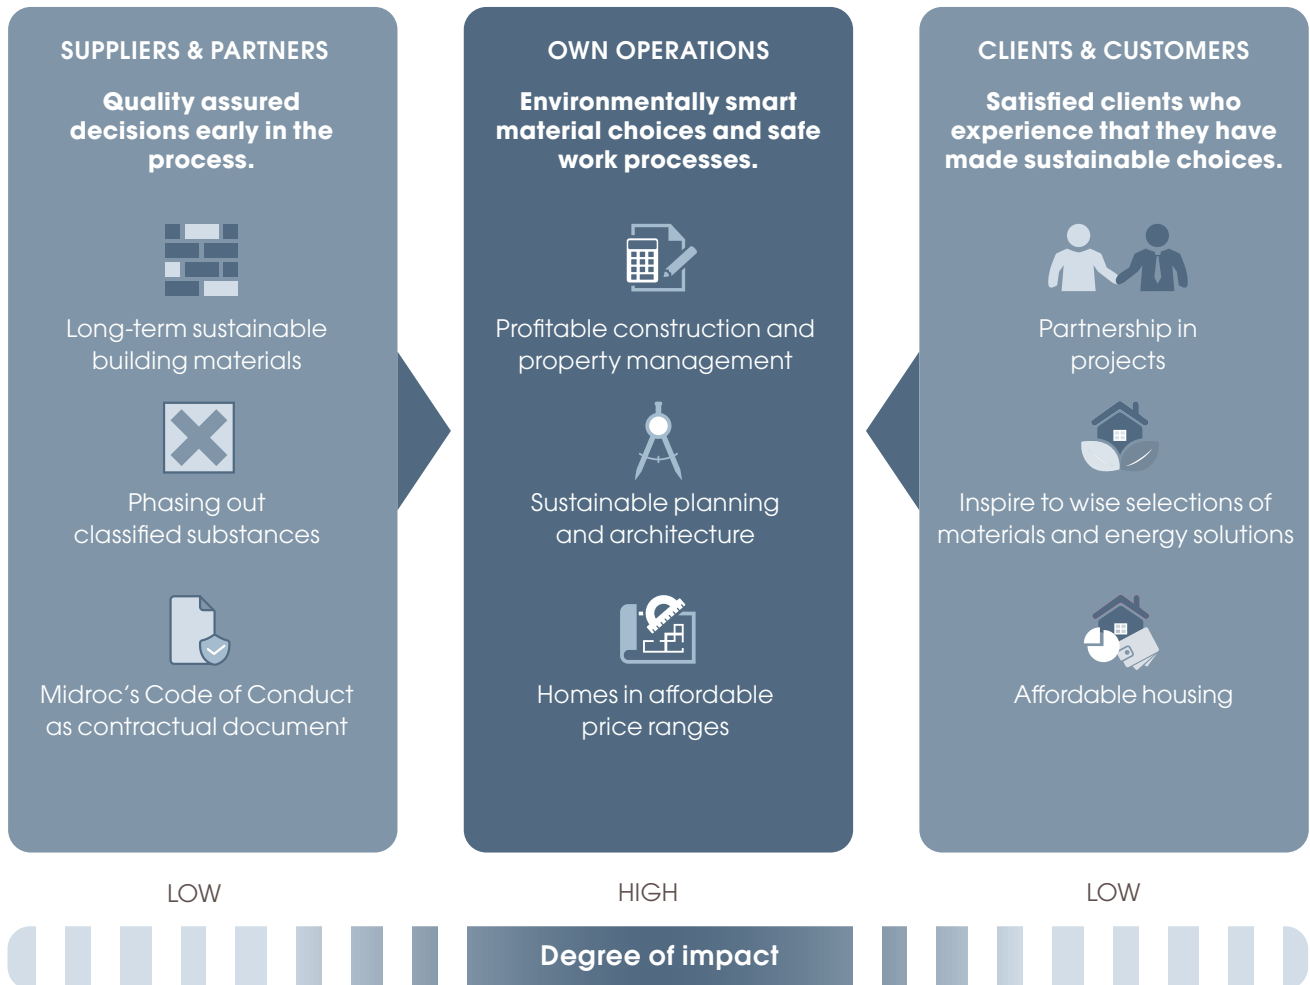 SUPPLIERS & PARTNERS
Quality assured
decisions early in the
process.
Long-term sustainable
building materials
Phasing out
classified substances
Midroc’s Code of Conduct
as contractual document
OWN OPERATIONS
Environmentally smart
material choices and safe
work processes.
Profitable construction and
property management
Sustainable planning
and architecture
Homes in affordable
price ranges
CLIENTS & CUSTOMERS
Satisfied clients who
experience that they have
made sustainable choices.
Partnership in
projects
Inspire to wise selections of
materials and energy solutions
Affordable housing
LOW
HIGH
LOW
Degree of impact